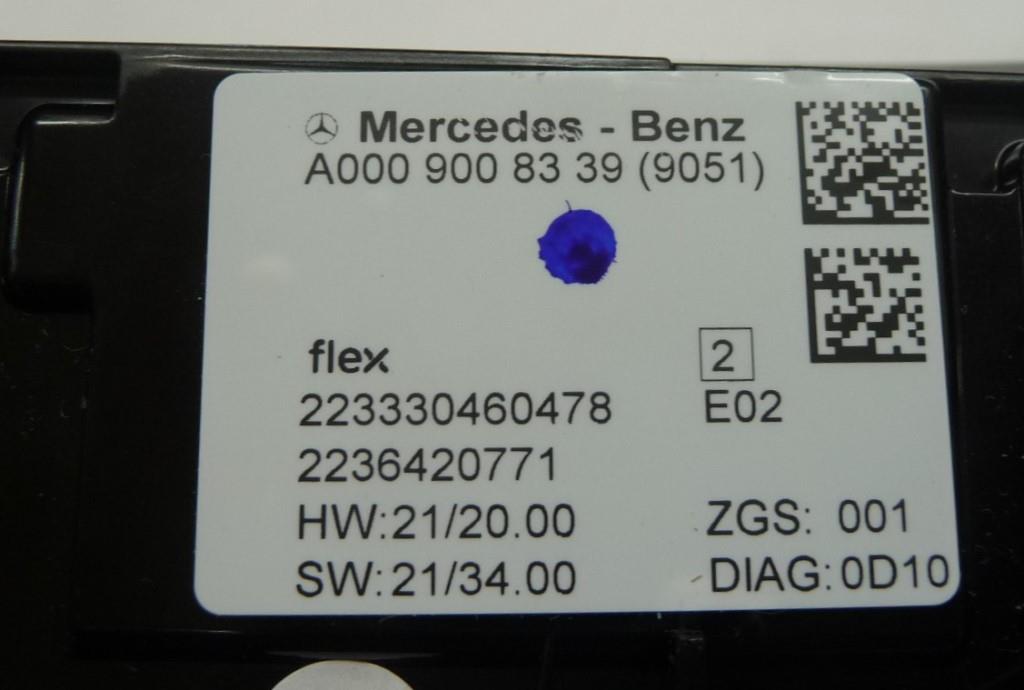 Mercedes - Benz
A000 900 83 39 (9051)
flex
2
223330460478 E02
2236420771
HW:21/20.00 ZGS: 001
SW:21/34.00 DIAG:0D10